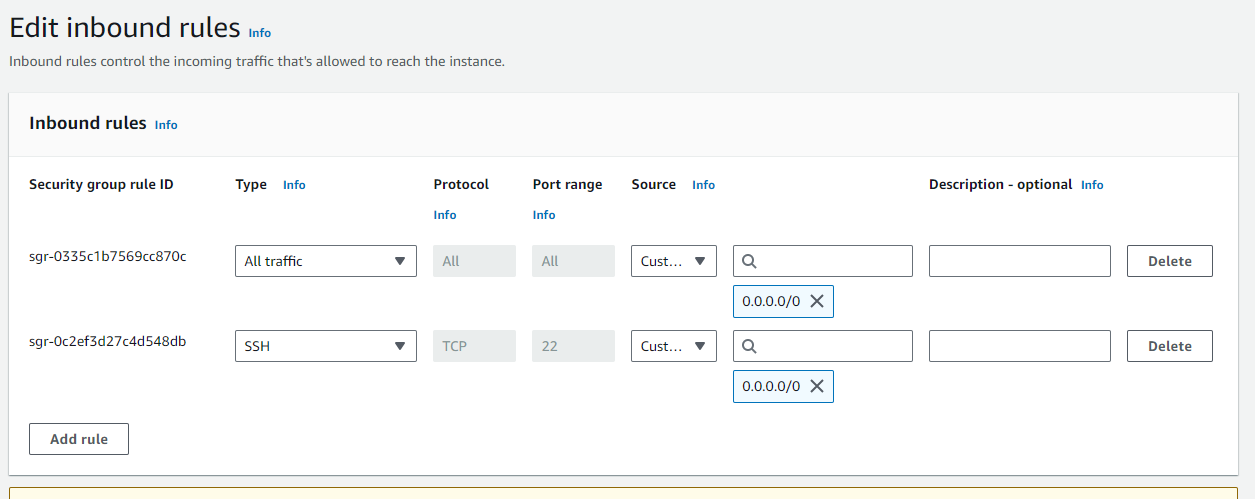 Edit inbound rules Info
Inbound rules control the incoming traffic that's allowed to reach the instance.
Inbound rules Info
Security group rule ID Type Info Protocol Port range Source Info Description - optional Info
Info Info
sgr-0335c1b7569cc870c All traffic All All Cust... Delete
0.0.0.0/0
sgr-0c2ef3d27c4d548db SSH TCP 22 Cust... Delete
0.0.0.0/0
Add rule